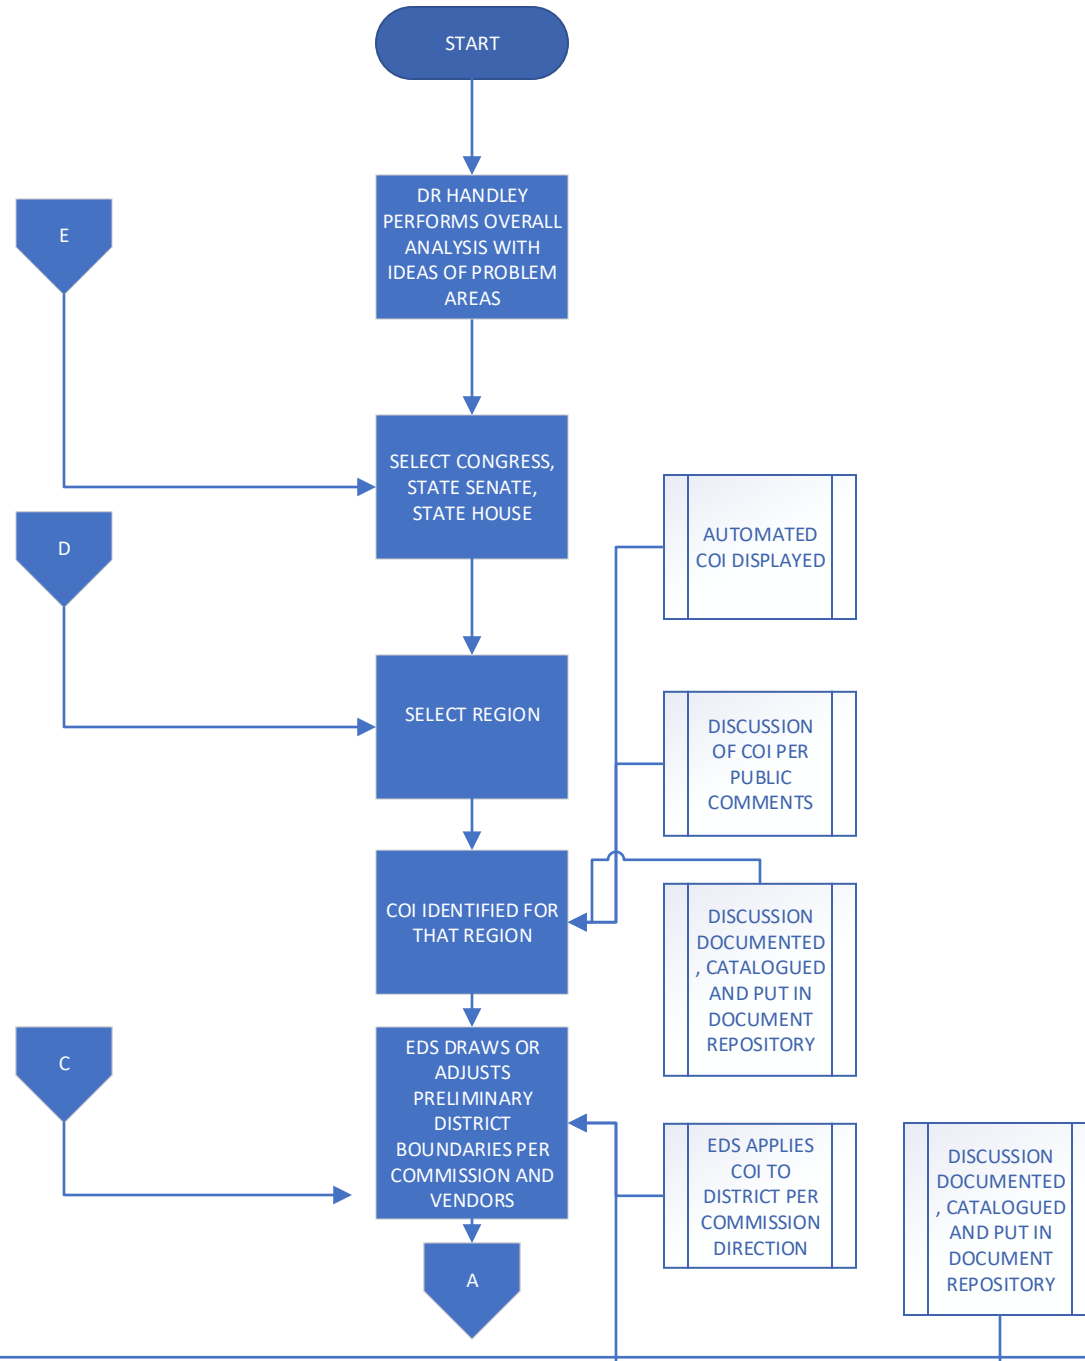 START
DR HANDLEY
PERFORMS OVERALL
ANALYSIS WITH
IDEAS OF PROBLEM
AREAS
E
SELECT CONGRESS,
STATE SENATE,
STATE HOUSE
D
AUTOMATED
COI DISPLAYED
SELECT REGION
DISCUSSION
OF COI PER
PUBLIC
COMMENTS
COI IDENTIFIED FOR
THAT REGION
DISCUSSION
DOCUMENTED
, CATALOGUED
AND PUT IN
DOCUMENT
REPOSITORY
C
EDS DRAWS OR
ADJUSTS
PRELIMINARY
DISTRICT
BOUNDARIES PER
COMMISSION AND
VENDORS
EDS APPLIES
COI TO
DISTRICT PER
COMMISSION
DIRECTION
DISCUSSION
DOCUMENTED
, CATALOGUED
AND PUT IN
DOCUMENT
REPOSITORY
A